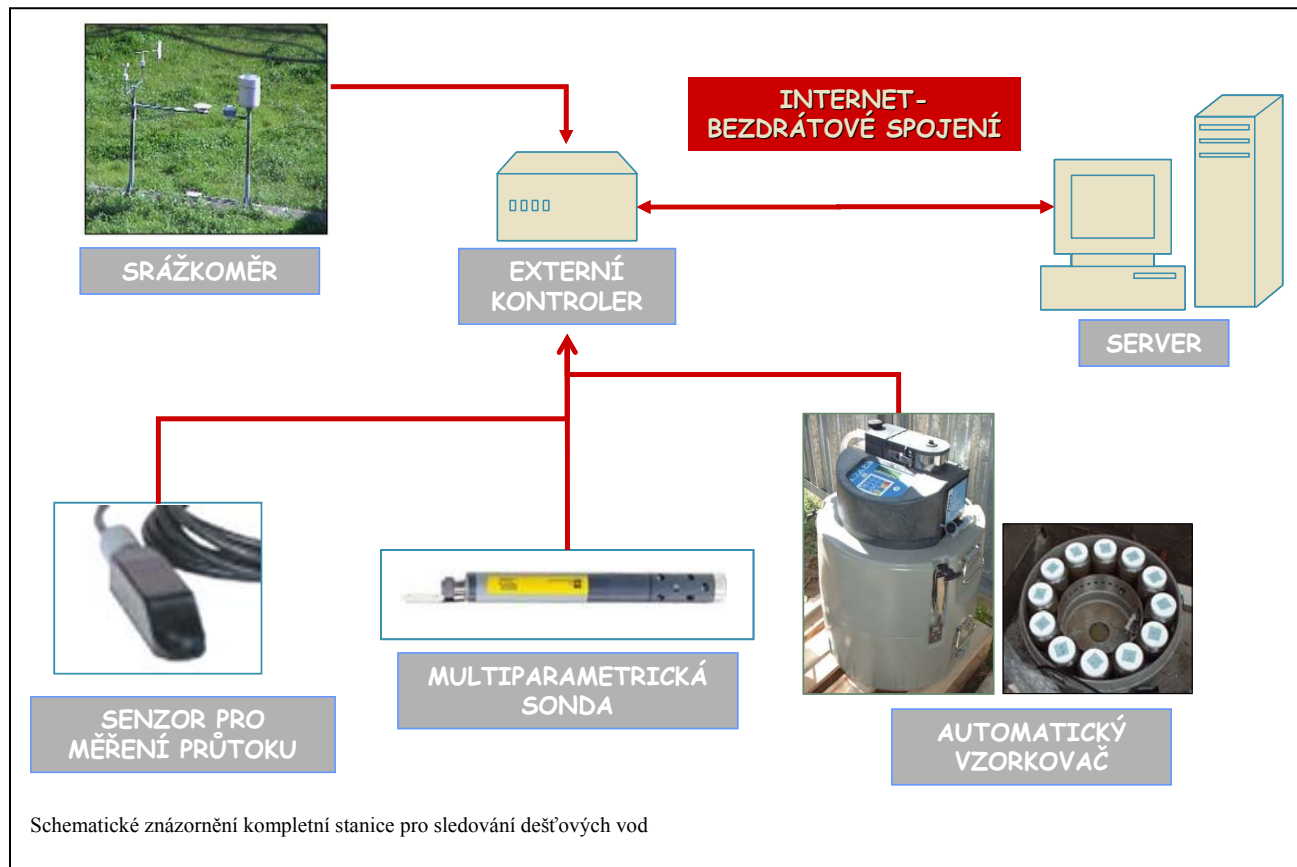 INTERNET-
BEZDRÁTOVÉ SPOJENÍ
SRÁŽKOMĚR
EXTERNÍ
KONTROLER
SERVER
SENZOR PRO
MĚŘENÍ PRŮTOKU
MULTIPARAMETRICKÁ
SONDA
AUTOMATICKÝ
VZORKOVAČ
Schematické znázornění kompletní stanice pro sledování dešťových vod